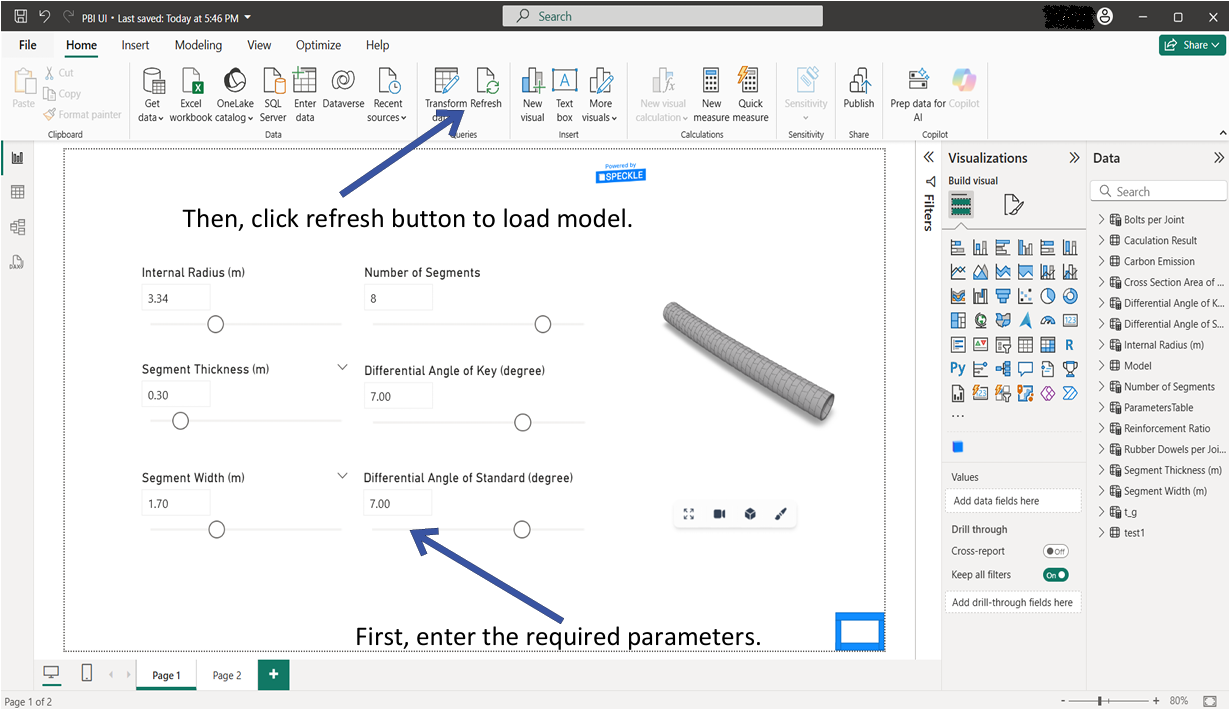 PBI UI • Last saved: Today at 5:46 PM
Search
File Home Insert Modeling View Optimize Help
Share
Paste
Cut
Copy
Format painter
Clipboard
Get data
Excel workbook
OneLake catalog
SQL Server
Enter data
Dataverse
Recent sources
Data
Transform
Refresh
Queries
New visual
Text box
More visuals
Insert
New visual calculation
New measure
Quick measure
Calculations
Sensitivity
Sensitivity
Publish
Share
Prep data for AI
Copilot
Copilot
Powered by
SPECKLE
Then, click refresh button to load model.
Internal Radius (m)
3.34
Number of Segments
8
Segment Thickness (m)
0.30
Differential Angle of Key (degree)
7.00
Segment Width (m)
1.70
Differential Angle of Standard (degree)
7.00
First, enter the required parameters.
Filters
Visualizations
Build visual
Values
Add data fields here
Drill through
Cross-report
Off
Keep all filters
On
Add drill-through fields here
Data
Search
Bolts per Joint
Caculation Result
Carbon Emission
Cross Section Area of ...
Differential Angle of K...
Differential Angle of S...
Internal Radius (m)
Model
Number of Segments
ParametersTable
Reinforcement Ratio
Rubber Dowels per Joi...
Segment Thickness (m)
Segment Width (m)
t_g
test1
Page 1
Page 2
Page 1 of 2
80%